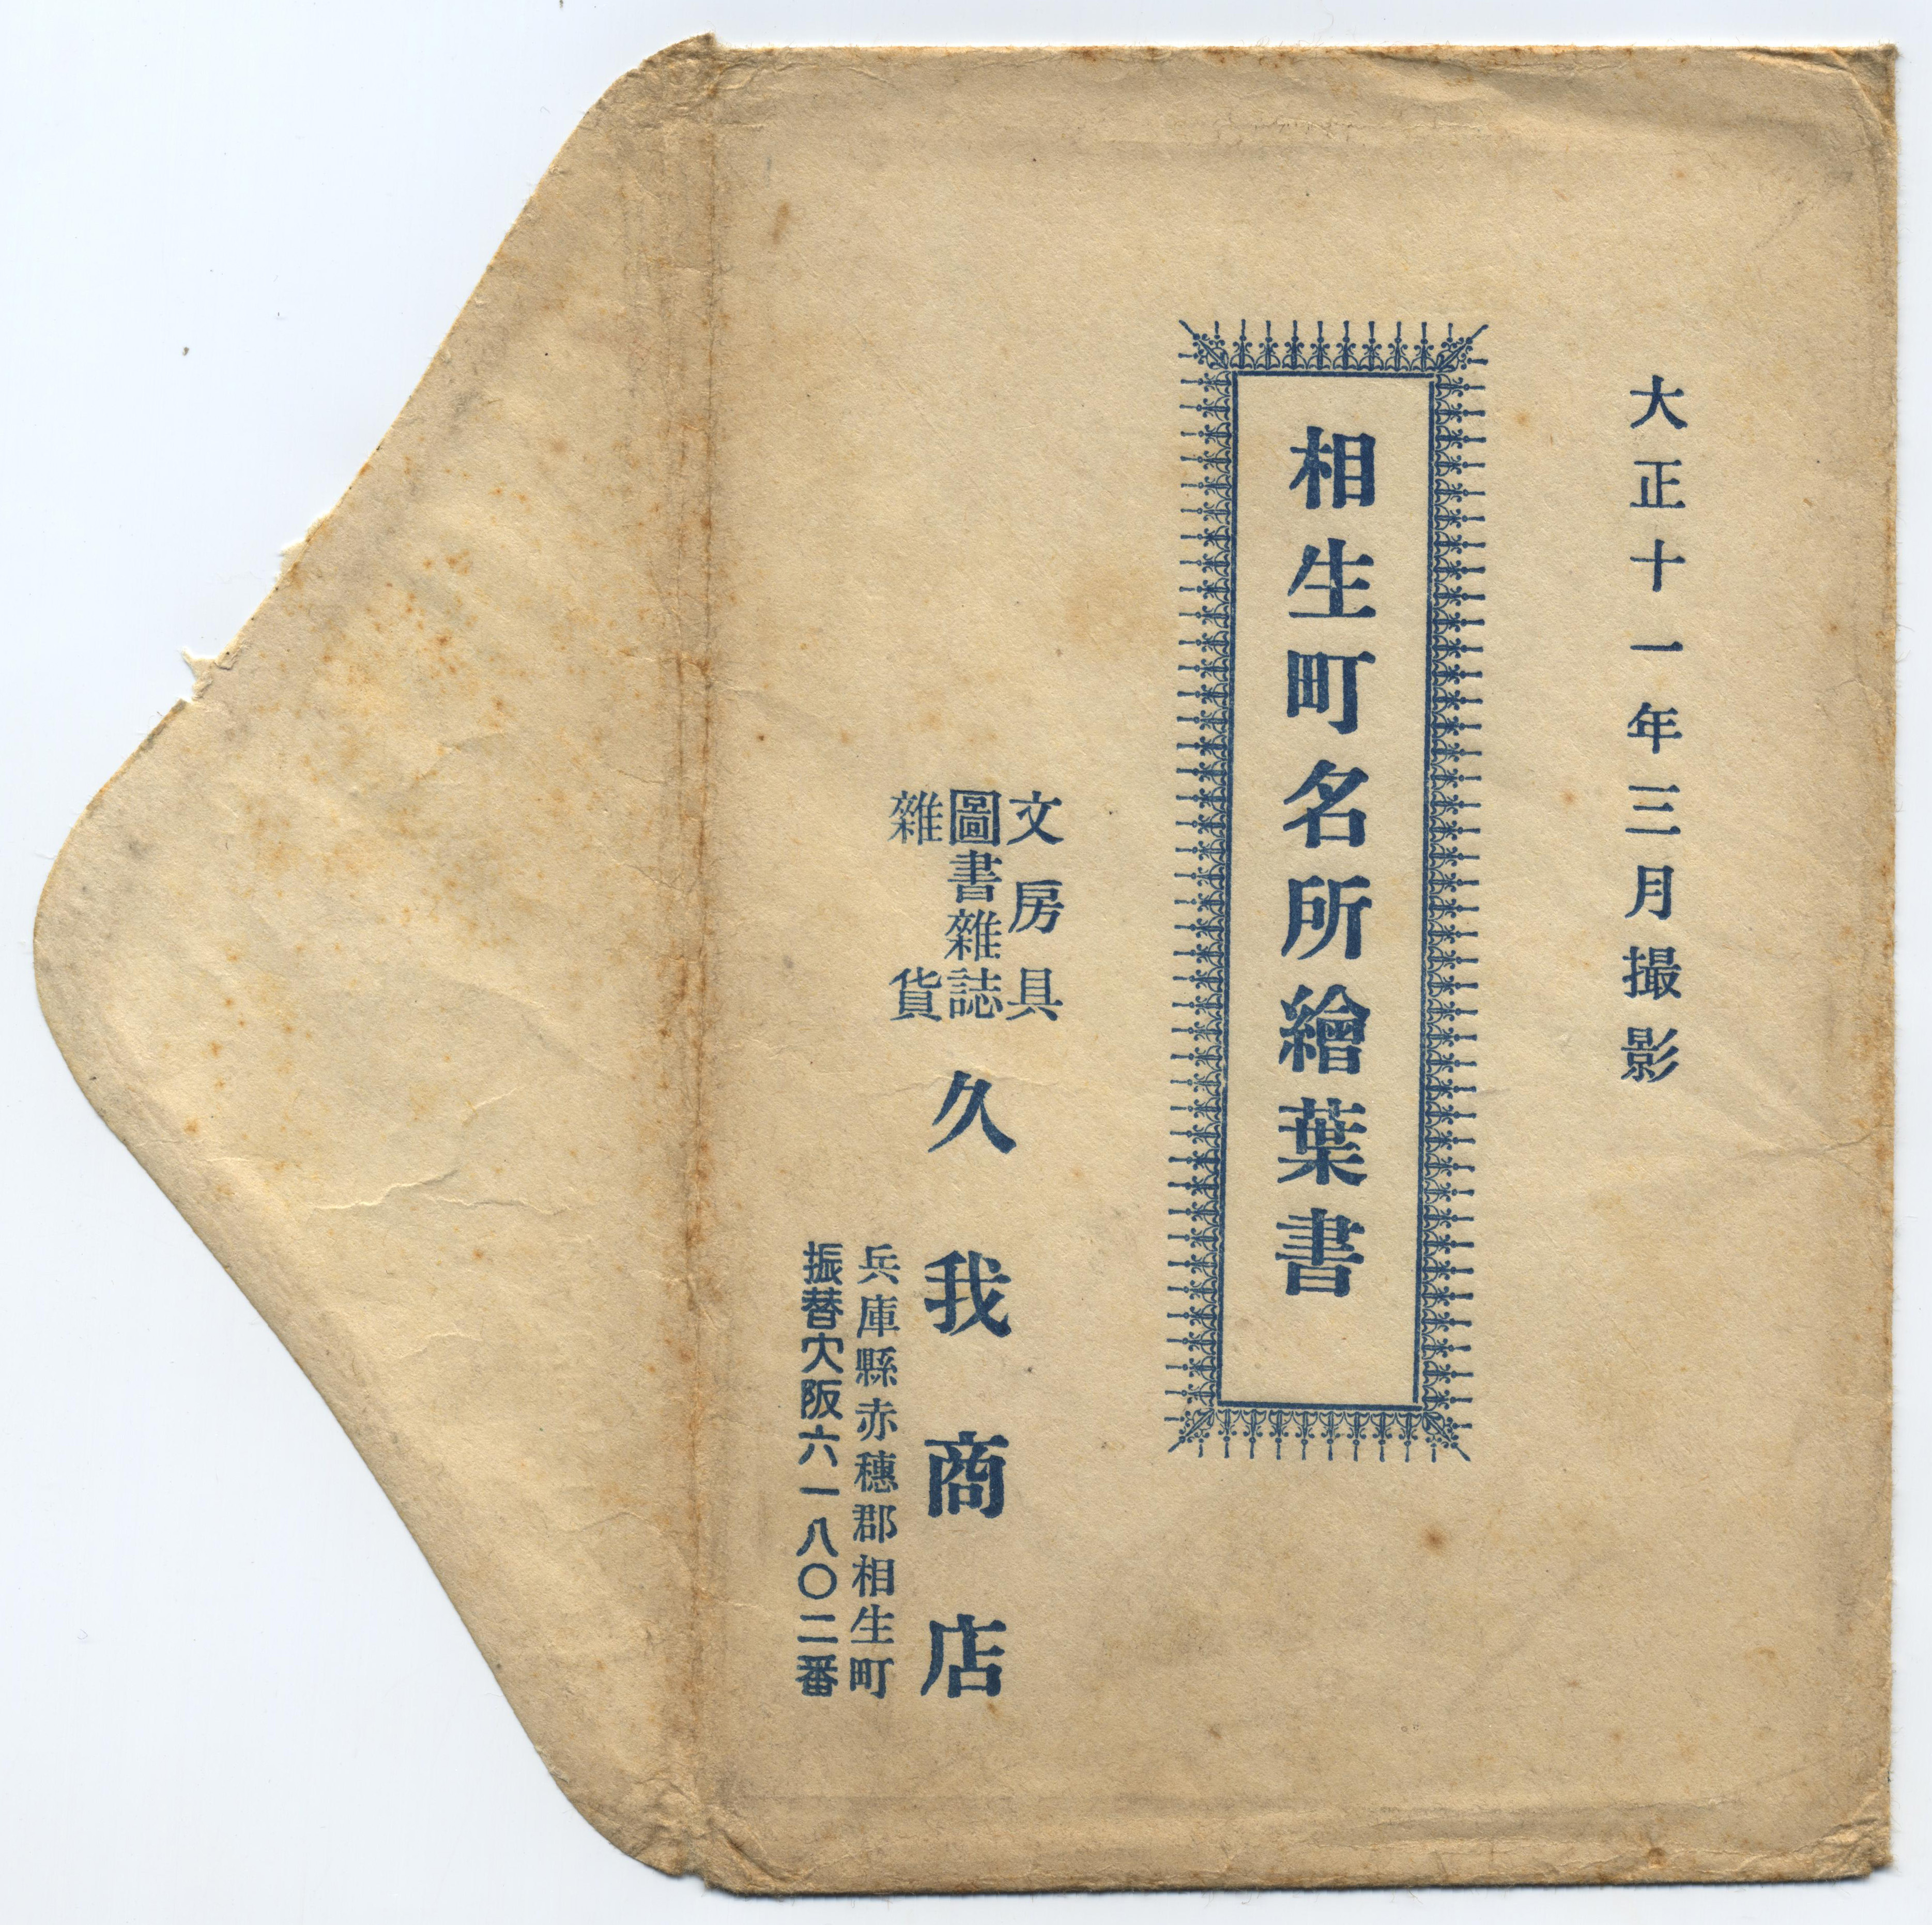 大正十一年三月撮影
相生町名所繪葉書
文房具
圖書雜誌
雜貨
久我商店
兵庫縣赤穗郡相生町
振替大阪六一八〇二番